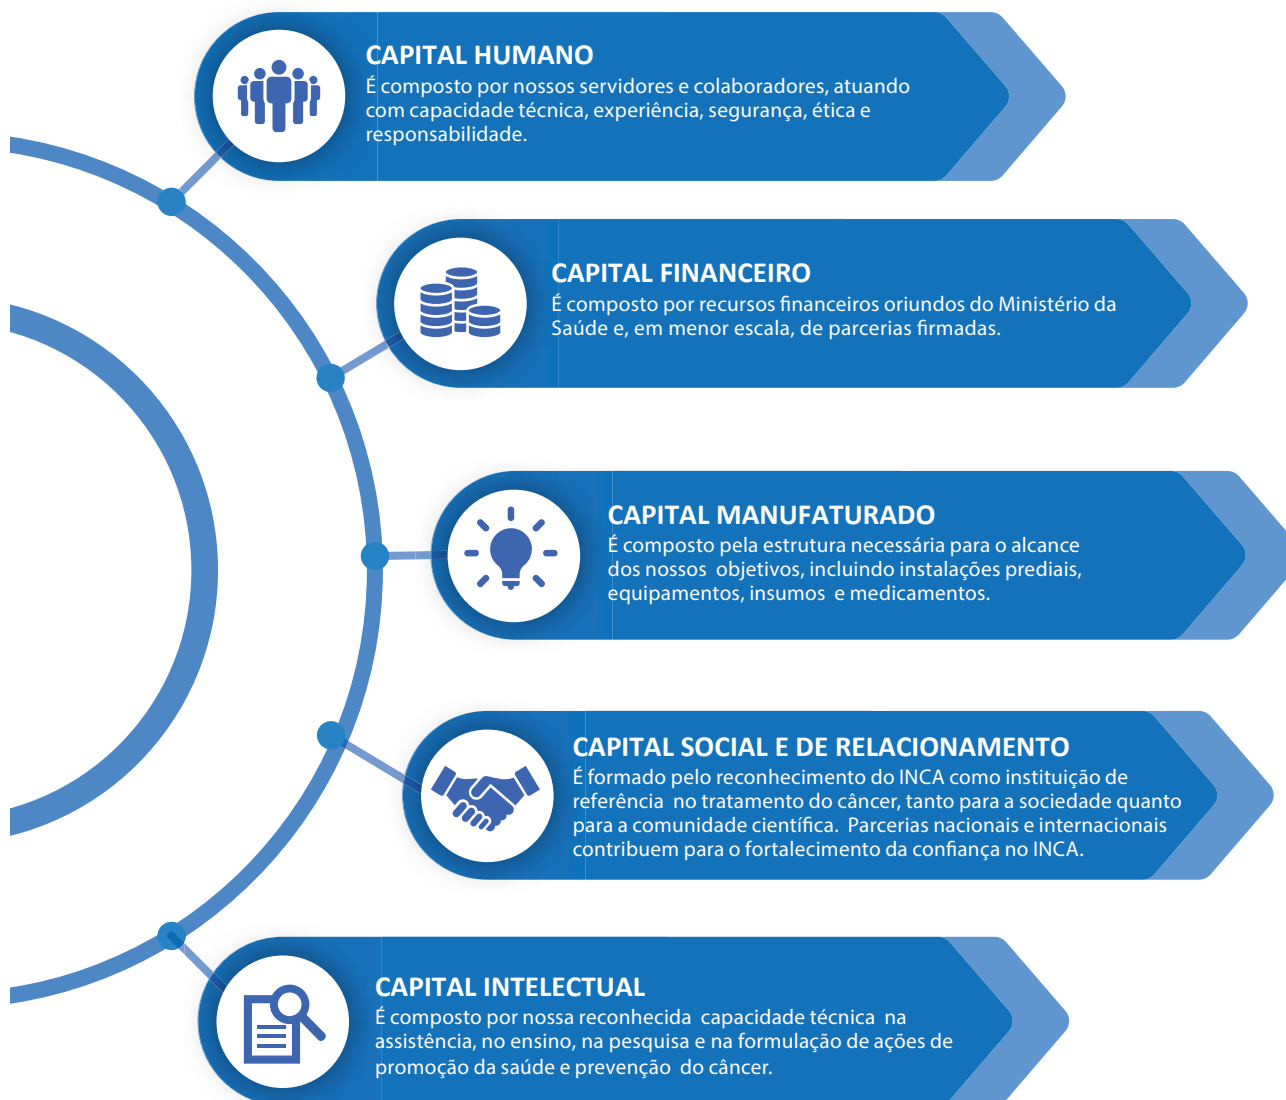 CAPITAL HUMANO
É composto por nossos servidores e colaboradores, atuando
com capacidade técnica, experiência, segurança, ética e
responsabilidade.
CAPITAL FINANCEIRO
É composto por recursos financeiros oriundos do Ministério da
Saúde e, em menor escala, de parcerias firmadas.
CAPITAL MANUFATURADO
É composto pela estrutura necessária para o alcance
dos nossos objetivos, incluindo instalações prediais,
equipamentos, insumos e medicamentos.
CAPITAL SOCIAL E DE RELACIONAMENTO
É formado pelo reconhecimento do INCA como instituição de
referência no tratamento do câncer, tanto para a sociedade quanto
para a comunidade científica. Parcerias nacionais e internacionais
contribuem para o fortalecimento da confiança no INCA.
CAPITAL INTELECTUAL
É composto por nossa reconhecida capacidade técnica na
assistência, no ensino, na pesquisa e na formulação de ações de
promoção da saúde e prevenção do câncer.